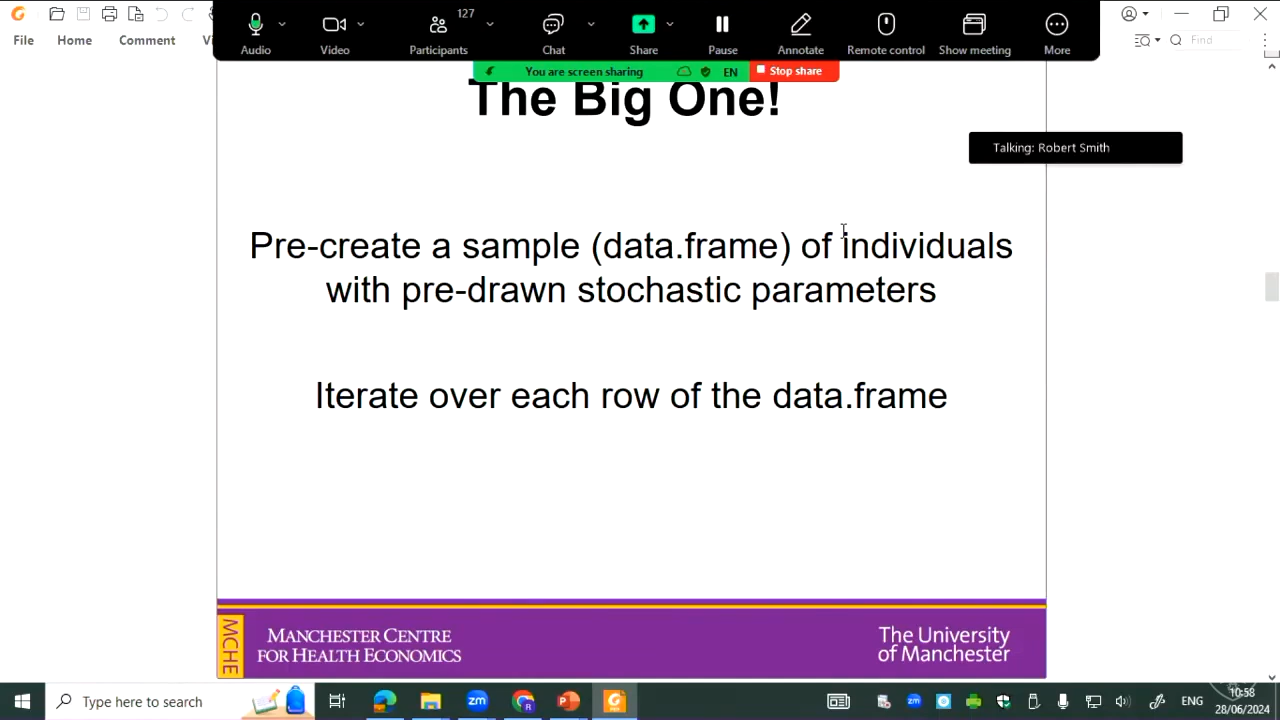 127
Audio
Video
Participants
Chat
Share
Pause
Annotate
Remote control
Show meeting
More
File
Home
Comment
Find
You are screen sharing
EN
Stop share
The Big One!
Talking: Robert Smith
Pre-create a sample (data.frame) of individuals
with pre-drawn stochastic parameters
Iterate over each row of the data.frame
MCHE
MANCHESTER CENTRE
FOR HEALTH ECONOMICS
The University
of Manchester
Type here to search
zm
zm
ENG
10:58
28/06/2024